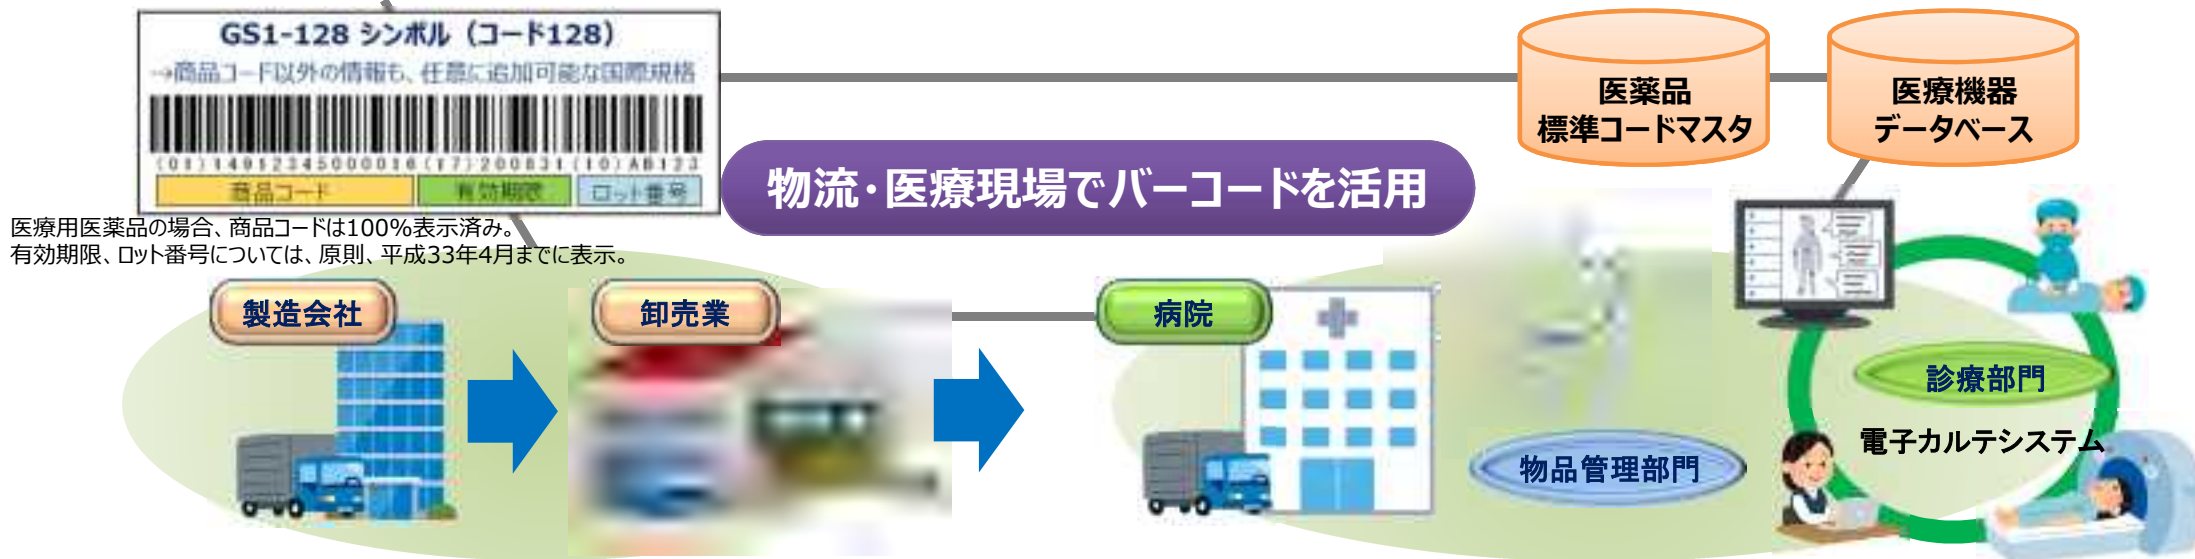 GS1-128 シンボル（コード128）
→商品コード以外の情報も、任意に追加可能な国際規格
(01)14912345000016(17)200831(10)AB123
商品コード 有効期限 ロット番号
医療用医薬品の場合、商品コードは100%表示済み。
有効期限、ロット番号については、原則、平成33年4月までに表示。
物流・医療現場でバーコードを活用
医薬品
標準コードマスタ
医療機器
データベース
製造会社
卸売業
病院
物品管理部門
診療部門
電子カルテシステム